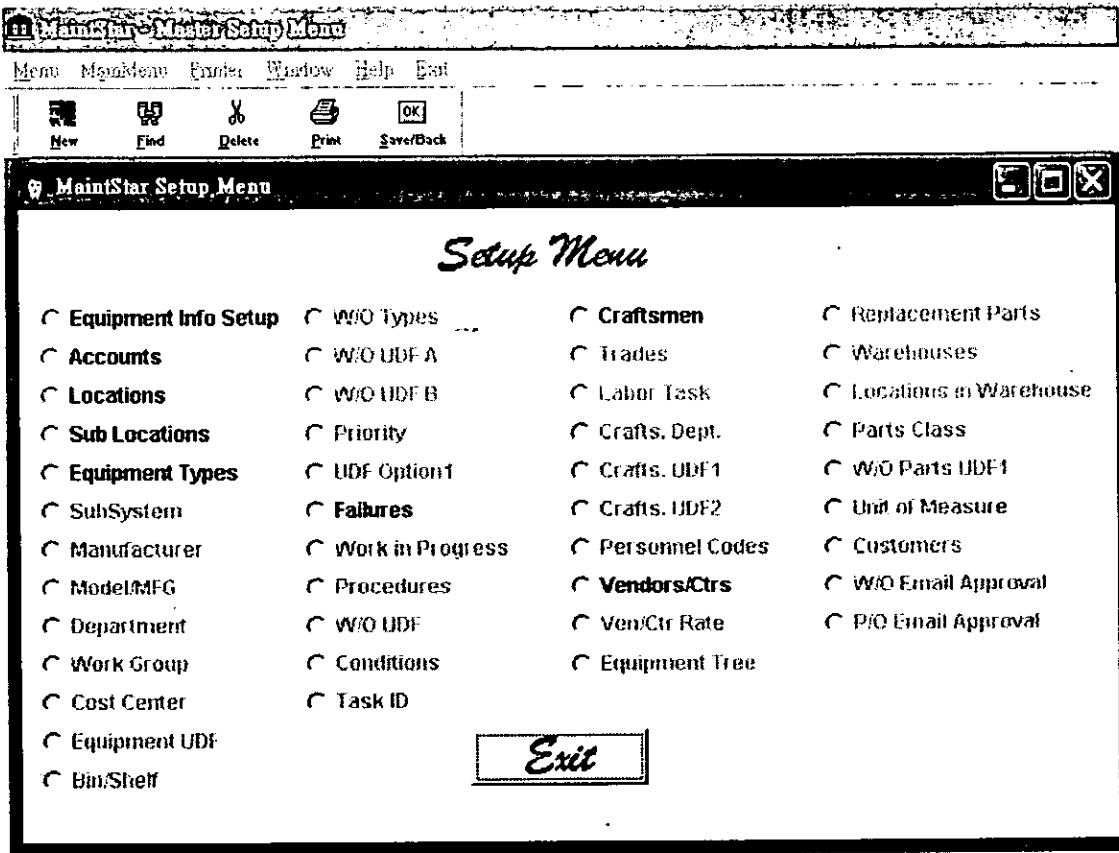 MaintStar - Master Setup Menu
Menu MainMenu Printer Window Help Exit
New Find Delete Print Save/Back
OK
MaintStar Setup Menu
Setup Menu
Equipment Info Setup
Accounts
Locations
Sub Locations
Equipment Types
SubSystem
Manufacturer
Model/MFG
Department
Work Group
Cost Center
Equipment UDF
Bin/Shelf
W/O Types
W/O UDF A
W/O UDF B
Priority
UDF Option1
Failures
Work in Progress
Procedures
W/O UDF
Conditions
Task ID
Craftsmen
Trades
Labor Task
Crafts. Dept.
Crafts. UDF1
Crafts. UDF2
Personnel Codes
Vendors/Ctrs
Ven/Ctr Rate
Equipment Tree
Replacement Parts
Warehouses
Locations in Warehouse
Parts Class
W/O Parts UDF1
Unit of Measure
Customers
W/O Email Approval
P/O Email Approval
Exit